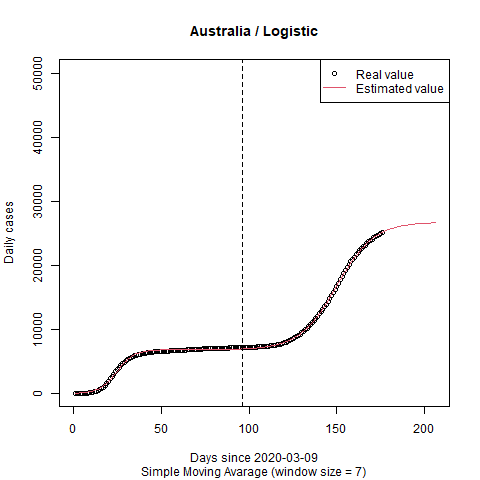 Australia / Logistic
Real value
Estimated value
Daily cases
50000
40000
30000
20000
10000
0
0 50 100 150 200
Days since 2020-03-09
Simple Moving Avarage (window size = 7)